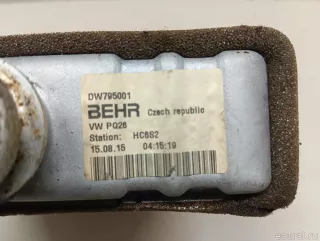 DW795001
BEHR Czech republic
VW PQ26
Station: HC6S2
15.08.15 04:15:19